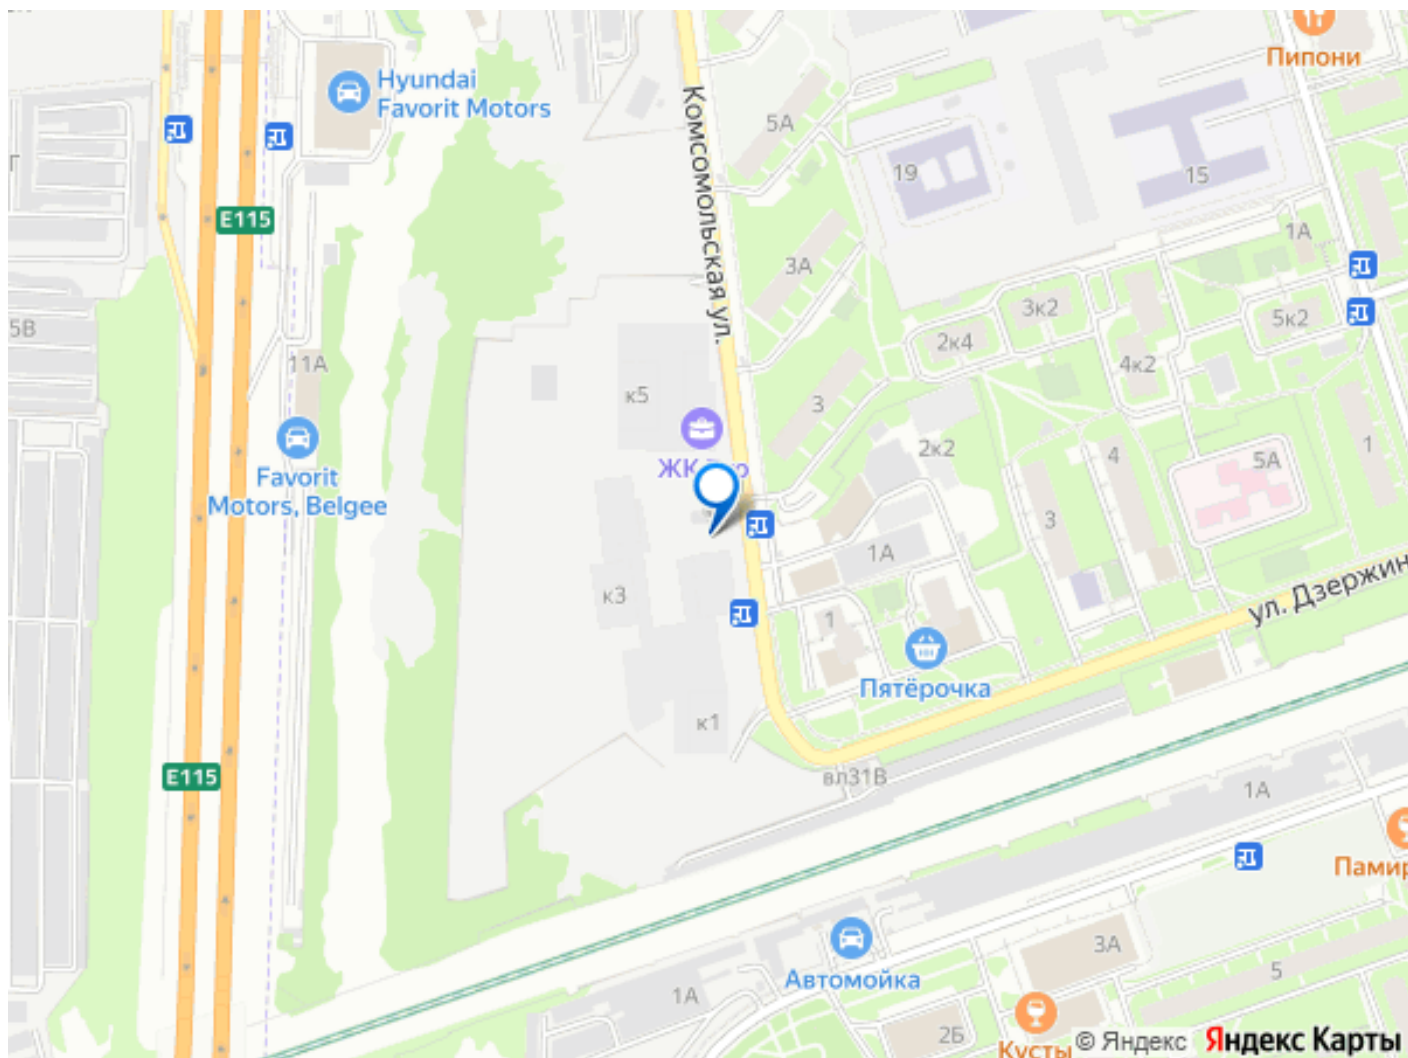 Пипони
Hyundai
Favorit Motors
Комсомольская ул.
5А
19
15
E115
1А
3А
3к2
5В
2к4
5к2
11А
4к2
к5
3
2к2
4
1
5А
ЖК
Favorit
Motors, Belgee
3
1А
к3
1
ул. Дзержин
Пятёрочка
к1
E115
вл31В
1А
Памир
Автомойка
3А
1А
5
2Б
Кусты
© Яндекс Яндекс Карты